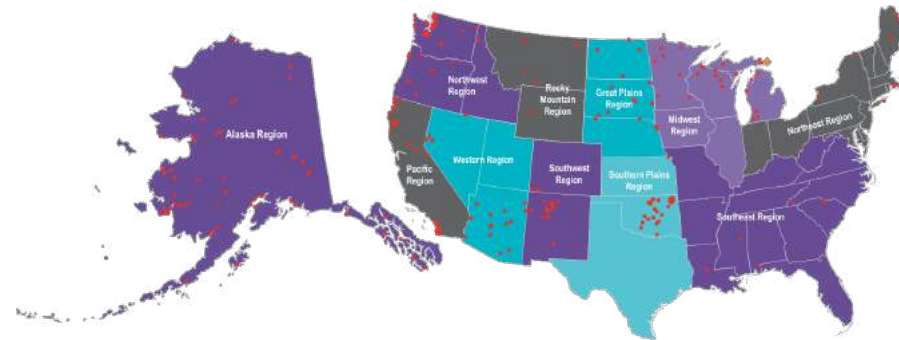 Alaska Region
Northwest
Region
Rocky
Mountain
Region
Great Plains
Region
Midwest
Region
Northeast Region
Pacific
Region
Western Region
Southwest
Region
Southern Plains
Region
Southeast Region